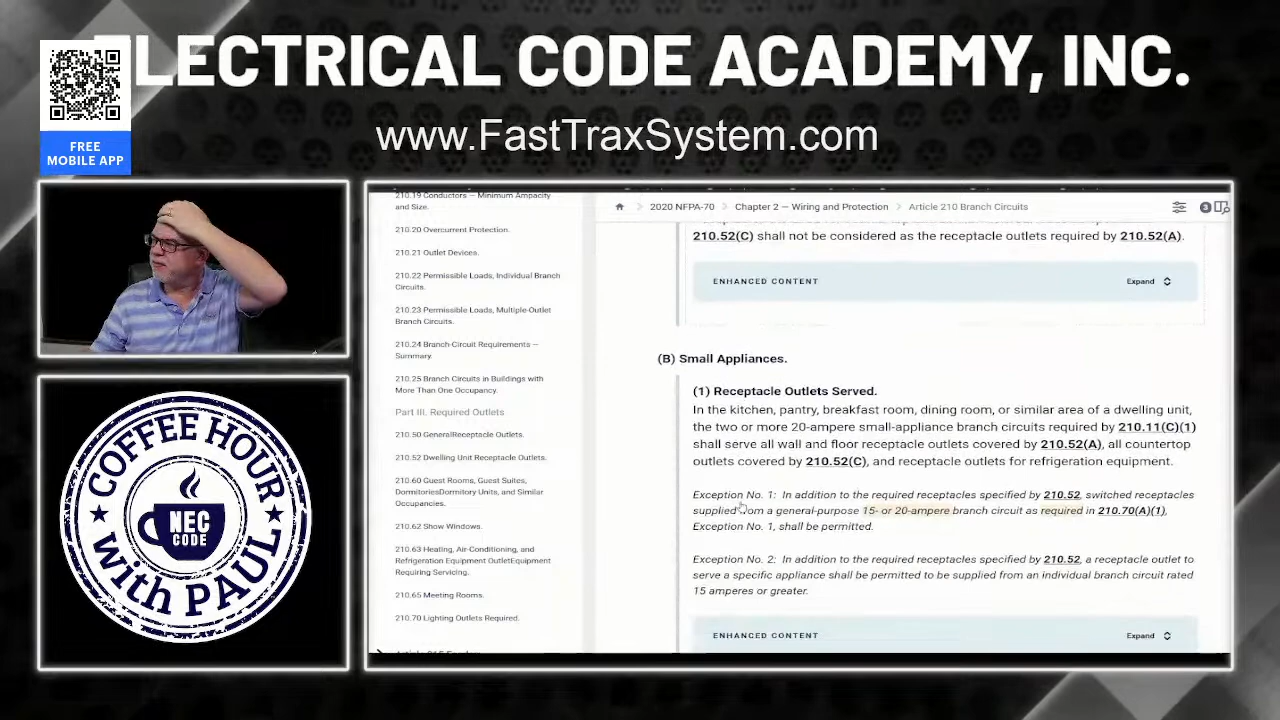 ELECTRICAL CODE ACADEMY, INC.
www.FastTraxSystem.com
FREE
MOBILE APP
COFFEE HOUR
NEC
CODE
with PAUL
210.19 Conductors — Minimum Ampacity
and Size.
210.20 Overcurrent Protection.
210.21 Outlet Devices.
210.22 Permissible Loads, Individual Branch
Circuits.
210.23 Permissible Loads, Multiple-Outlet
Branch Circuits.
210.24 Branch-Circuit Requirements —
Summary.
210.25 Branch Circuits in Buildings with
More Than One Occupancy.
Part III. Required Outlets
210.50 GeneralReceptacle Outlets.
210.52 Dwelling Unit Receptacle Outlets.
210.60 Guest Rooms, Guest Suites,
DormitoriesDormitory Units, and Similar
Occupancies.
210.62 Show Windows.
210.63 Heating, Air-Conditioning, and
Refrigeration Equipment OutletEquipment
Requiring Servicing.
210.65 Meeting Rooms.
210.70 Lighting Outlets Required.
2020 NFPA-70 > Chapter 2 — Wiring and Protection > Article 210 Branch Circuits
3
210.52(C) shall not be considered as the receptacle outlets required by 210.52(A).
ENHANCED CONTENT Expand
(B) Small Appliances.
(1) Receptacle Outlets Served.
In the kitchen, pantry, breakfast room, dining room, or similar area of a dwelling unit,
the two or more 20-ampere small-appliance branch circuits required by 210.11(C)(1)
shall serve all wall and floor receptacle outlets covered by 210.52(A), all countertop
outlets covered by 210.52(C), and receptacle outlets for refrigeration equipment.
Exception No. 1: In addition to the required receptacles specified by 210.52, switched receptacles
supplied from a general-purpose 15- or 20-ampere branch circuit as required in 210.70(A)(1),
Exception No. 1, shall be permitted.
Exception No. 2: In addition to the required receptacles specified by 210.52, a receptacle outlet to
serve a specific appliance shall be permitted to be supplied from an individual branch circuit rated
15 amperes or greater.
ENHANCED CONTENT Expand